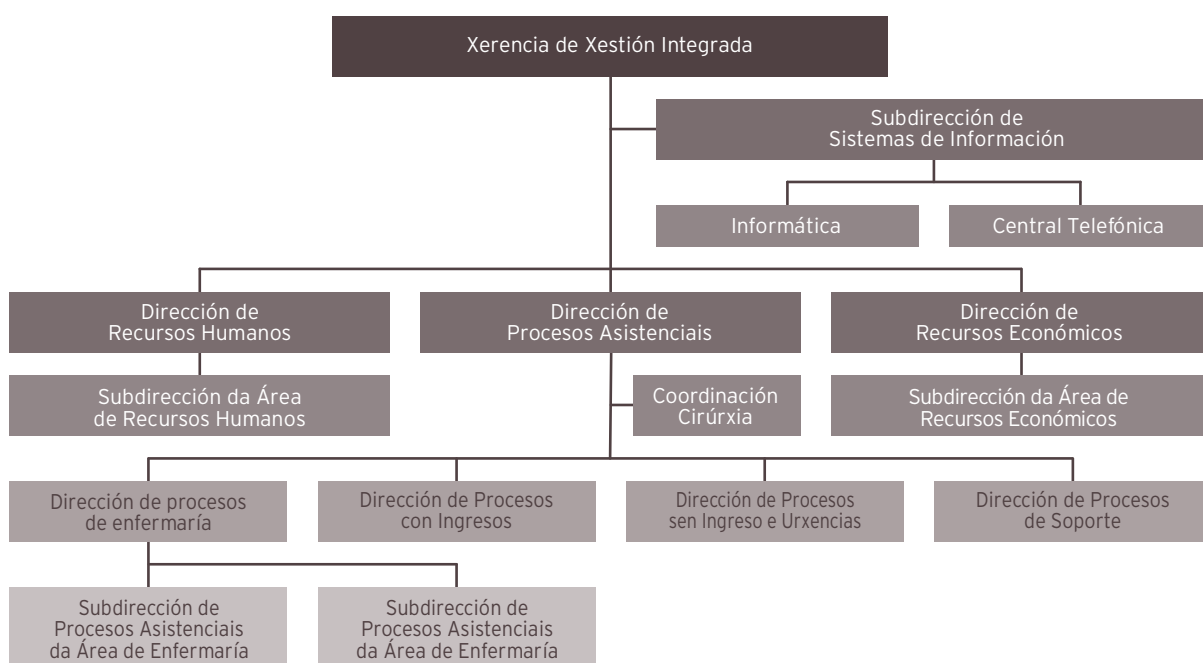 Xerencia de Xestión Integrada
Subdirección de
Sistemas de Información
Informática
Central Telefónica
Dirección de
Recursos Humanos
Dirección de
Procesos Asistenciais
Dirección de
Recursos Económicos
Subdirección da Área
de Recursos Humanos
Coordinación
Cirúrxia
Subdirección da Área de
Recursos Económicos
Dirección de procesos
de enfermaría
Dirección de Procesos
con Ingresos
Dirección de Procesos
sen Ingreso e Urxencias
Dirección de Procesos
de Soporte
Subdirección de
Procesos Asistenciais
da Área de Enfermaría
Subdirección de
Procesos Asistenciais
da Área de Enfermaría